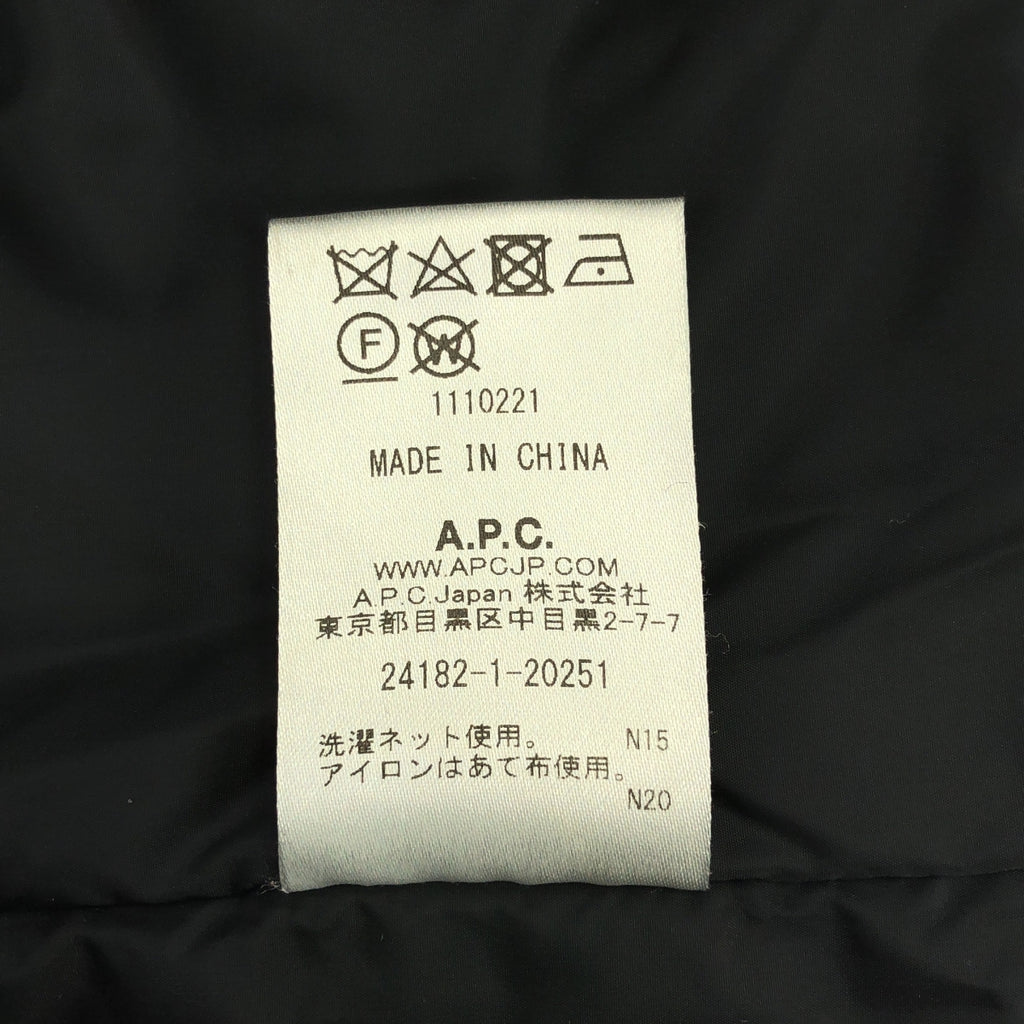 F W
1110221
MADE IN CHINA
A.P.C.
WWW.APCJP.COM
A.P.C.Japan 株式会社
東京都目黒区中目黒2-7-7
24182-1-20251
洗濯ネット使用。 N15
アイロンはあて布使用。
N20